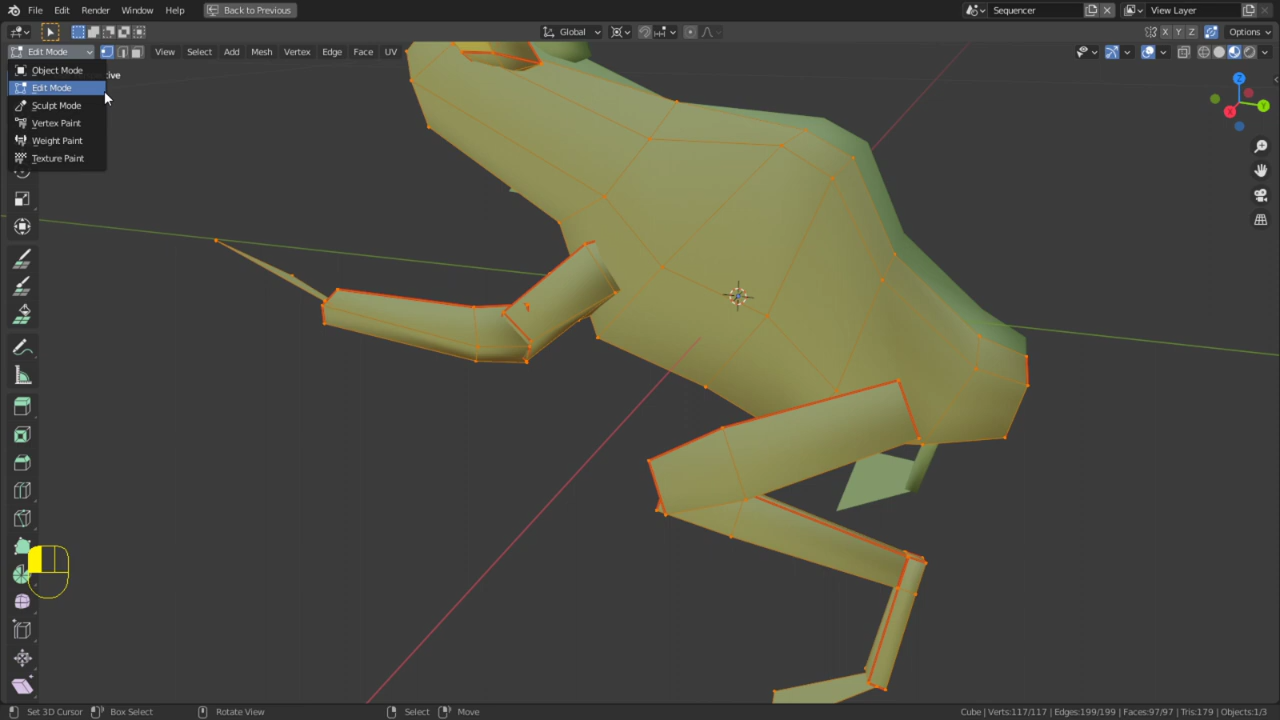 File Edit Render Window Help Back to Previous Sequencer View Layer
Global Options
Edit Mode View Select Add Mesh Vertex Edge Face UV
X Y Z
Object Mode
Edit Mode
Sculpt Mode
Vertex Paint
Weight Paint
Texture Paint
Z
Y
X
Set 3D Cursor Box Select Rotate View Select Move Cube | Verts:117/117 | Edges:199/199 | Faces:97/97 | Tris:179 | Objects:1/3